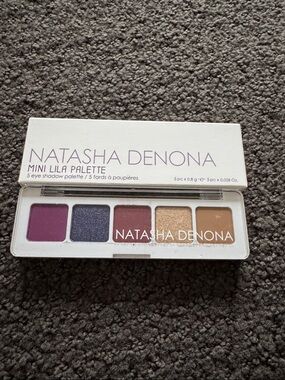 NATASHA DENONA
MINI LILA PALETTE
5 eye shadow palette / 5 fards à paupières
NATASHA DENONA